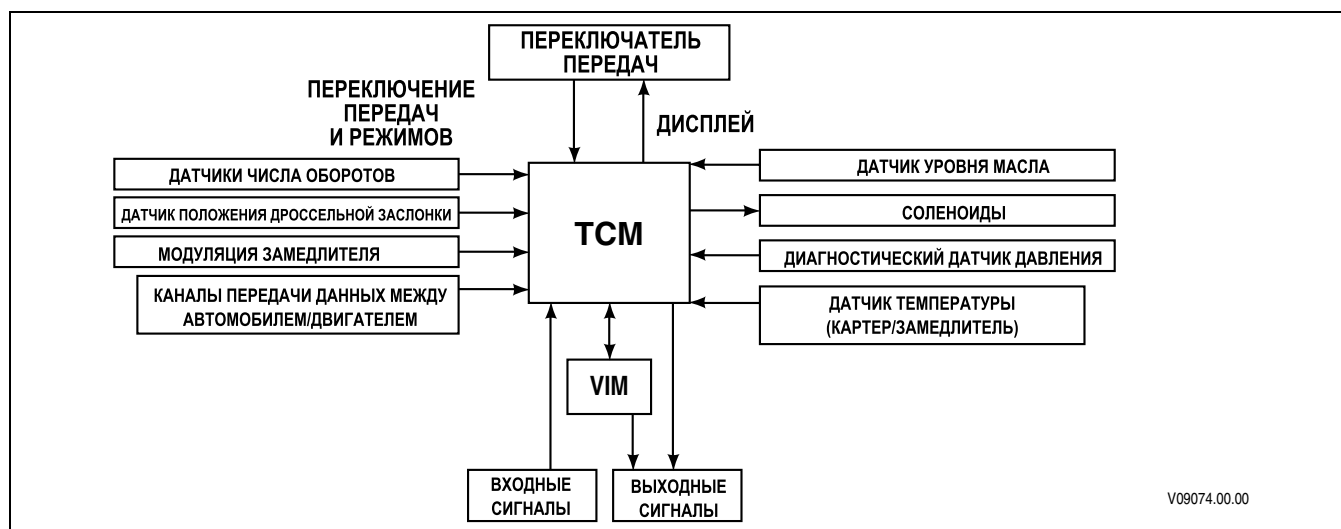 ПЕРЕКЛЮЧАТЕЛЬ
ПЕРЕДАЧ
ПЕРЕКЛЮЧЕНИЕ
ПЕРЕДАЧ
И РЕЖИМОВ
ДИСПЛЕЙ
ДАТЧИКИ ЧИСЛА ОБОРОТОВ
ДАТЧИК ПОЛОЖЕНИЯ ДРОССЕЛЬНОЙ ЗАСЛОНКИ
МОДУЛЯЦИЯ ЗАМЕДЛИТЕЛЯ
КАНАЛЫ ПЕРЕДАЧИ ДАННЫХ МЕЖДУ
АВТОМОБИЛЕМ/ДВИГАТЕЛЕМ
TCM
ДАТЧИК УРОВНЯ МАСЛА
СОЛЕНОИДЫ
ДИАГНОСТИЧЕСКИЙ ДАТЧИК ДАВЛЕНИЯ
ДАТЧИК ТЕМПЕРАТУРЫ
(КАРТЕР/ЗАМЕДЛИТЕЛЬ)
VIM
ВХОДНЫЕ
СИГНАЛЫ
ВЫХОДНЫЕ
СИГНАЛЫ
V09074.00.00